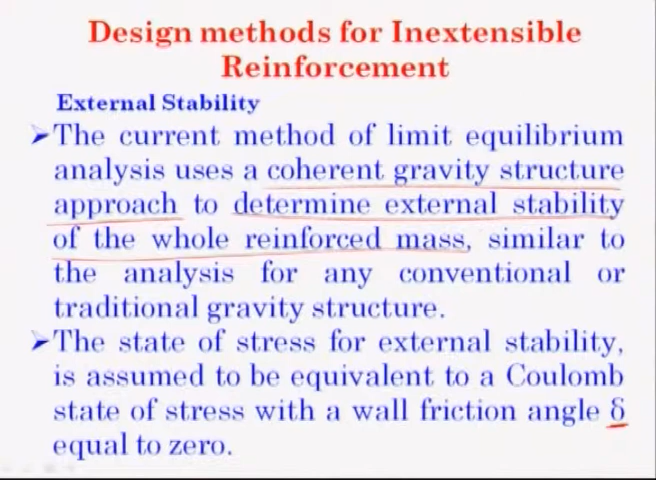 Design methods for Inextensible
Reinforcement
External Stability
➢The current method of limit equilibrium
analysis uses a coherent gravity structure
approach to determine external stability
of the whole reinforced mass, similar to
the analysis for any conventional or
traditional gravity structure.
➢The state of stress for external stability,
is assumed to be equivalent to a Coulomb
state of stress with a wall friction angle δ
equal to zero.